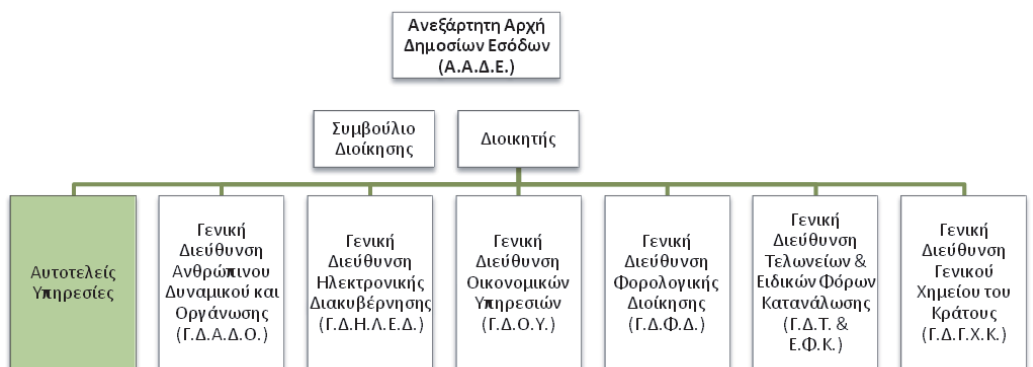 Ανεξάρτητη Αρχή
Δημοσίων Εσόδων
(Α.Α.Δ.Ε.)
Συμβούλιο
Διοίκησης
Διοικητής
Αυτοτελείς
Υπηρεσίες
Γενική
Διεύθυνση
Ανθρώπινου
Δυναμικού και
Οργάνωσης
(Γ.Δ.Α.Δ.Ο.)
Γενική
Διεύθυνση
Ηλεκτρονικής
Διακυβέρνησης
(Γ.Δ.Η.Λ.Ε.Δ.)
Γενική
Διεύθυνση
Οικονομικών
Υπηρεσιών
(Γ.Δ.Ο.Υ.)
Γενική
Διεύθυνση
Φορολογικής
Διοίκησης
(Γ.Δ.Φ.Δ.)
Γενική
Διεύθυνση
Τελωνείων &
Ειδικών Φόρων
Κατανάλωσης
(Γ.Δ.Τ. &
Ε.Φ.Κ.)
Γενική
Διεύθυνση
Γενικού
Χημείου του
Κράτους
(Γ.Δ.Γ.Χ.Κ.)